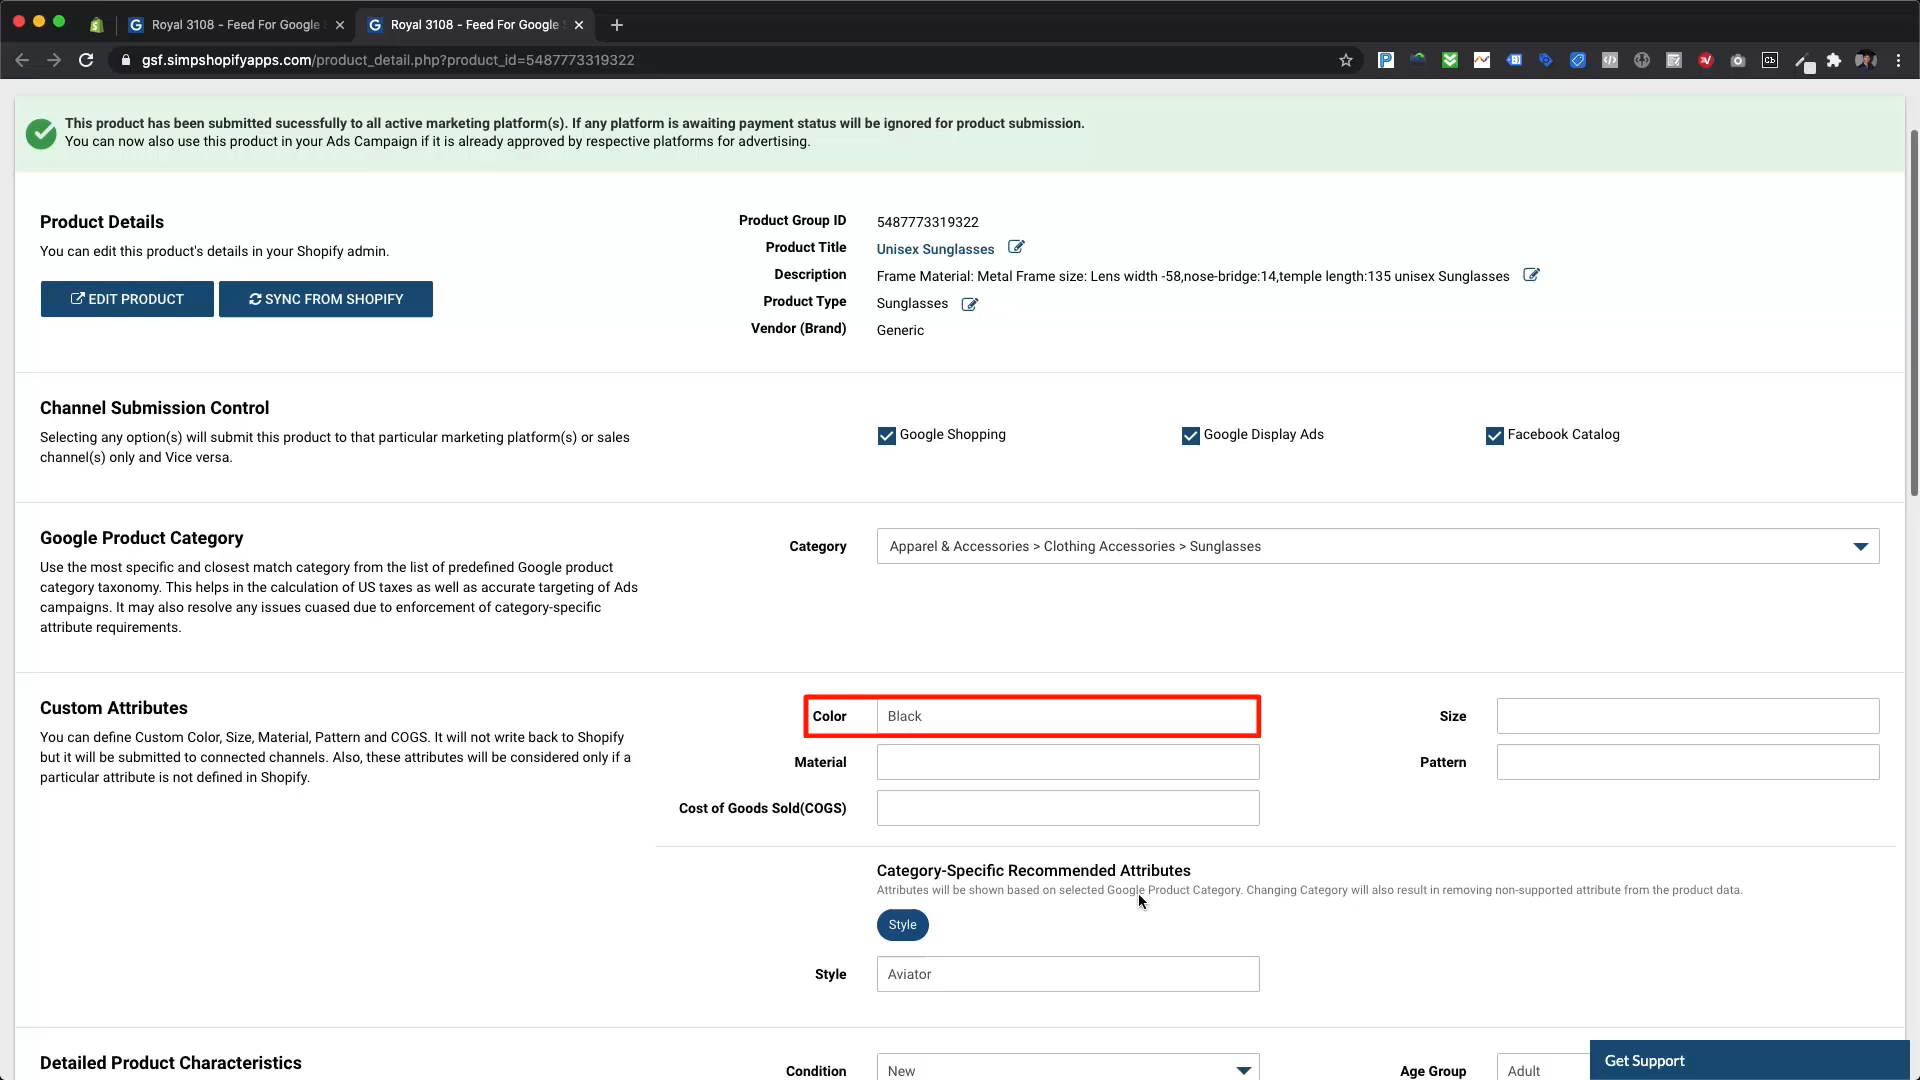 Royal 3108 - Feed For Google
Royal 3108 - Feed For Google
gsf.simpshopifyapps.com/product_detail.php?product_id=5487773319322
This product has been submitted sucessfully to all active marketing platform(s). If any platform is awaiting payment status will be ignored for product submission.
You can now also use this product in your Ads Campaign if it is already approved by respective platforms for advertising.
Product Details
You can edit this product's details in your Shopify admin.
EDIT PRODUCT
SYNC FROM SHOPIFY
Product Group ID 5487773319322
Product Title Unisex Sunglasses
Description Frame Material: Metal Frame size: Lens width -58,nose-bridge:14,temple length:135 unisex Sunglasses
Product Type Sunglasses
Vendor (Brand) Generic
Channel Submission Control
Selecting any option(s) will submit this product to that particular marketing platform(s) or sales
channel(s) only and Vice versa.
Google Shopping
Google Display Ads
Facebook Catalog
Google Product Category
Use the most specific and closest match category from the list of predefined Google product
category taxonomy. This helps in the calculation of US taxes as well as accurate targeting of Ads
campaigns. It may also resolve any issues cuased due to enforcement of category-specific
attribute requirements.
Category Apparel & Accessories > Clothing Accessories > Sunglasses
Custom Attributes
You can define Custom Color, Size, Material, Pattern and COGS. It will not write back to Shopify
but it will be submitted to connected channels. Also, these attributes will be considered only if a
particular attribute is not defined in Shopify.
Color Black
Size
Material
Pattern
Cost of Goods Sold(COGS)
Category-Specific Recommended Attributes
Attributes will be shown based on selected Google Product Category. Changing Category will also result in removing non-supported attribute from the product data.
Style
Style Aviator
Detailed Product Characteristics
Condition New
Age Group Adult
Get Support